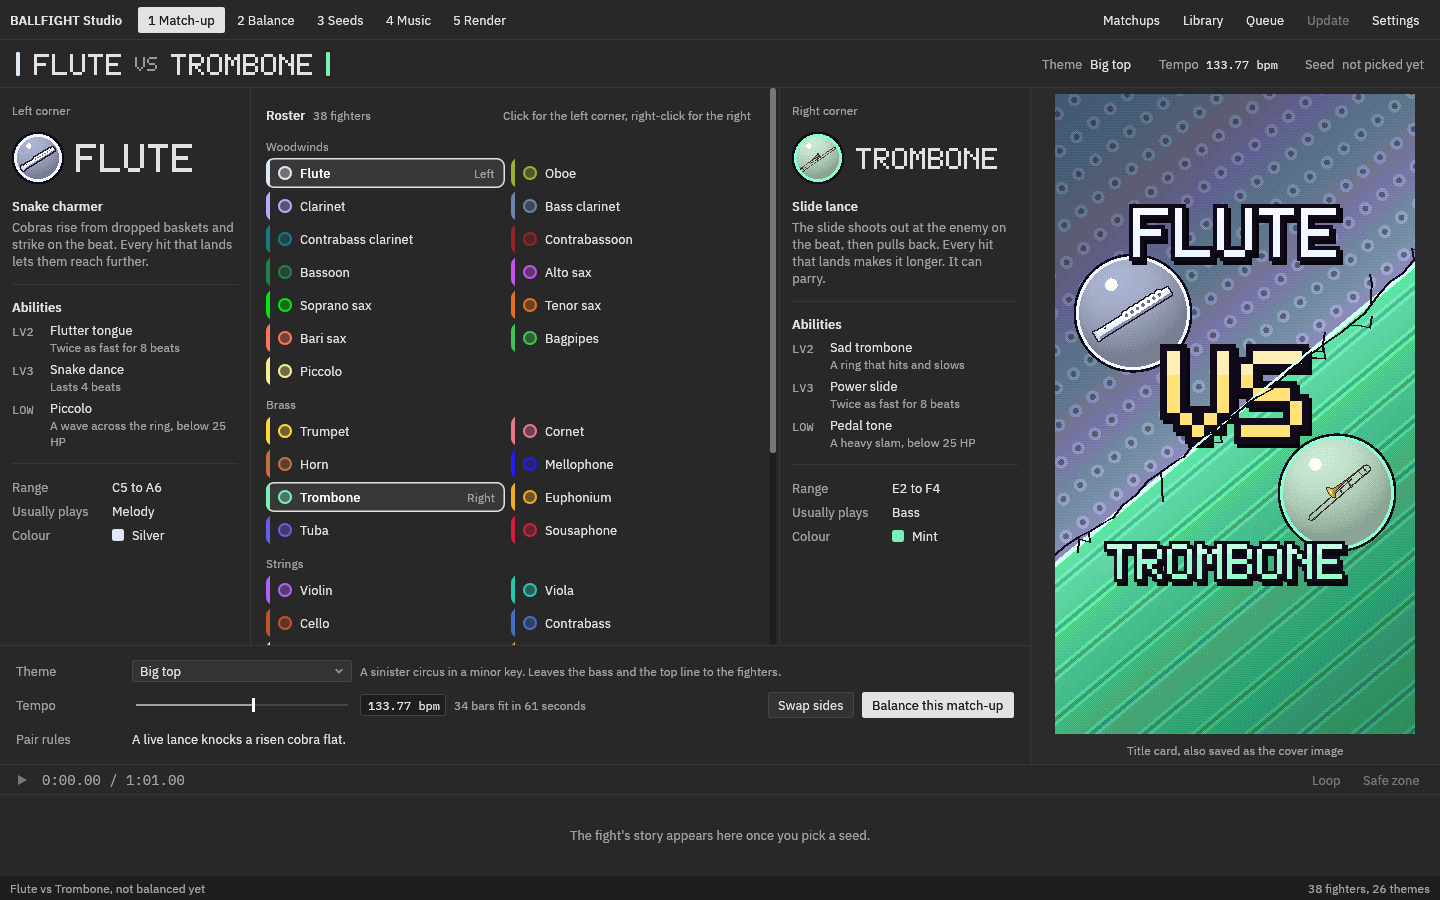 BALLFIGHT Studio 1 Match-up 2 Balance 3 Seeds 4 Music 5 Render Matchups Library Queue Update Settings
FLUTE VS TROMBONE Theme Big top Tempo 133.77 bpm Seed not picked yet
Left corner
FLUTE
Snake charmer
Cobras rise from dropped baskets and
strike on the beat. Every hit that lands
lets them reach further.
Abilities
LV2 Flutter tongue
Twice as fast for 8 beats
LV3 Snake dance
Lasts 4 beats
LOW Piccolo
A wave across the ring, below 25
HP
Range C5 to A6
Usually plays Melody
Colour Silver
Roster 38 fighters Click for the left corner, right-click for the right
Woodwinds
Flute Left Oboe
Clarinet Bass clarinet
Contrabass clarinet Contrabassoon
Bassoon Alto sax
Soprano sax Tenor sax
Bari sax Bagpipes
Piccolo
Brass
Trumpet Cornet
Horn Mellophone
Trombone Right Euphonium
Tuba Sousaphone
Strings
Violin Viola
Cello Contrabass
Right corner
TROMBONE
Slide lance
The slide shoots out at the enemy on
the beat, then pulls back. Every hit
that lands makes it longer. It can
parry.
Abilities
LV2 Sad trombone
A ring that hits and slows
LV3 Power slide
Twice as fast for 8 beats
LOW Pedal tone
A heavy slam, below 25 HP
Range E2 to F4
Usually plays Bass
Colour Mint
FLUTE
VS
TROMBONE
Title card, also saved as the cover image
Theme Big top A sinister circus in a minor key. Leaves the bass and the top line to the fighters.
Tempo 133.77 bpm 34 bars fit in 61 seconds Swap sides Balance this match-up
Pair rules A live lance knocks a risen cobra flat.
0:00.00 / 1:01.00 Loop Safe zone
The fight's story appears here once you pick a seed.
Flute vs Trombone, not balanced yet 38 fighters, 26 themes